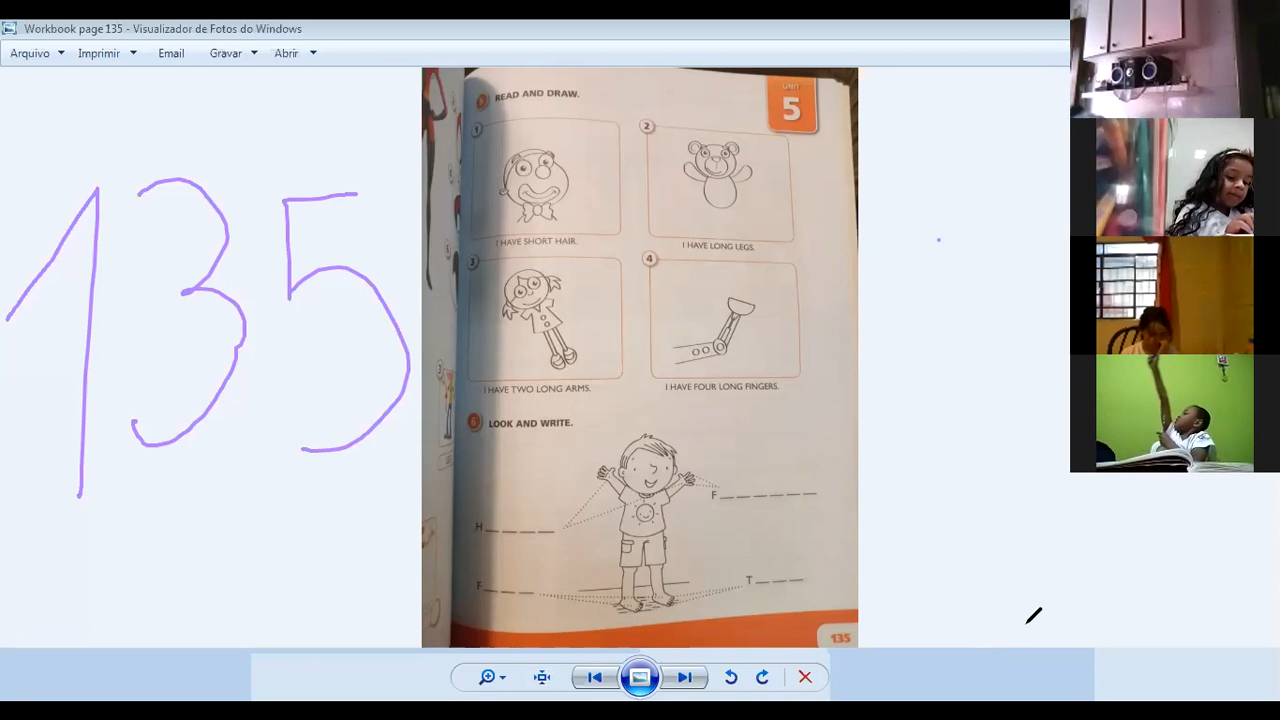 Workbook page 135 - Visualizador de Fotos do Windows
Arquivo Imprimir Email Gravar Abrir
135
READ AND DRAW.
UNIT
5
1
2
I HAVE SHORT HAIR.
I HAVE LONG LEGS.
3
4
I HAVE TWO LONG ARMS.
I HAVE FOUR LONG FINGERS.
6 LOOK AND WRITE.
F _ _ _ _ _ _
H _ _ _ _
F _ _ _
T _ _ _
135